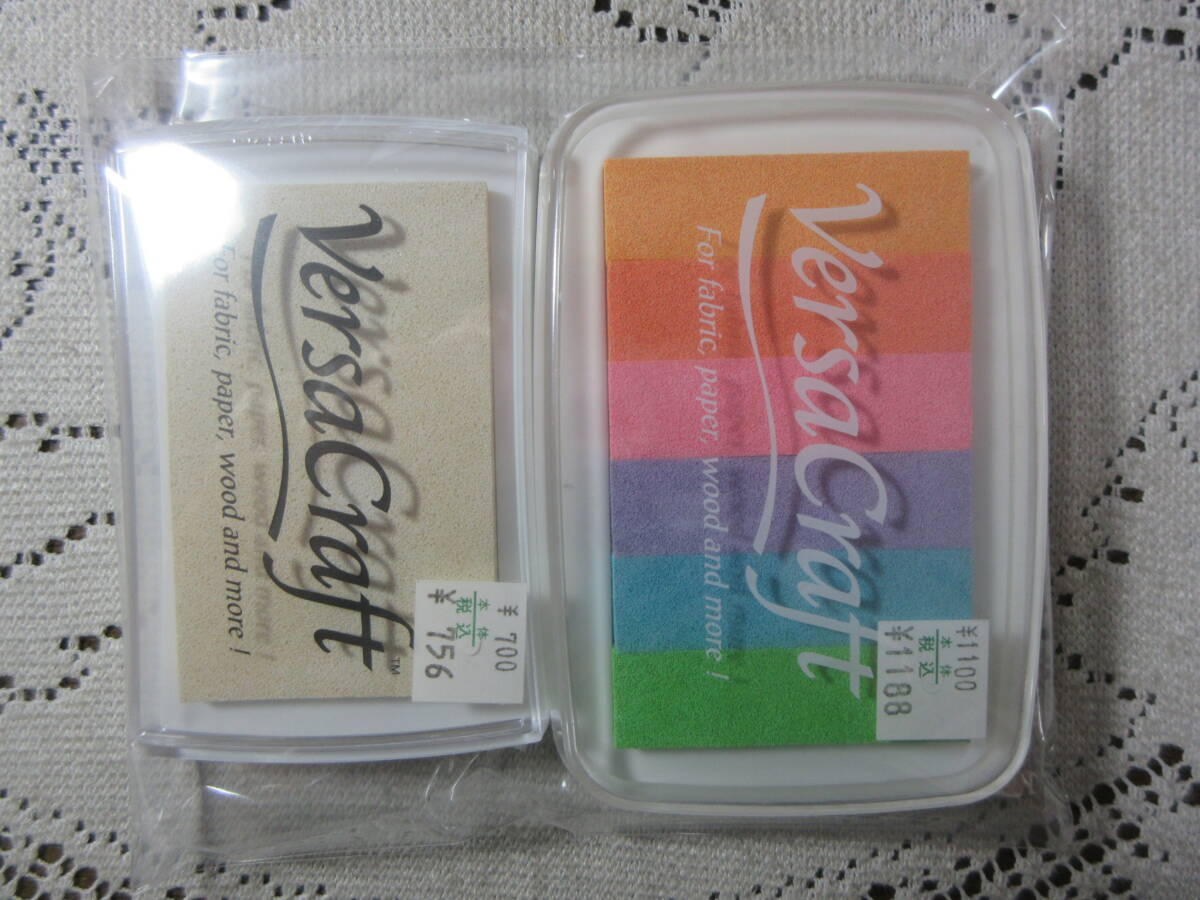 VersaCraft™
For fabric, paper, wood and more !
本体
¥ 700
税込
¥ 756
VersaCraft
For fabric, paper, wood and more !
本体
¥1100
税込
¥1188